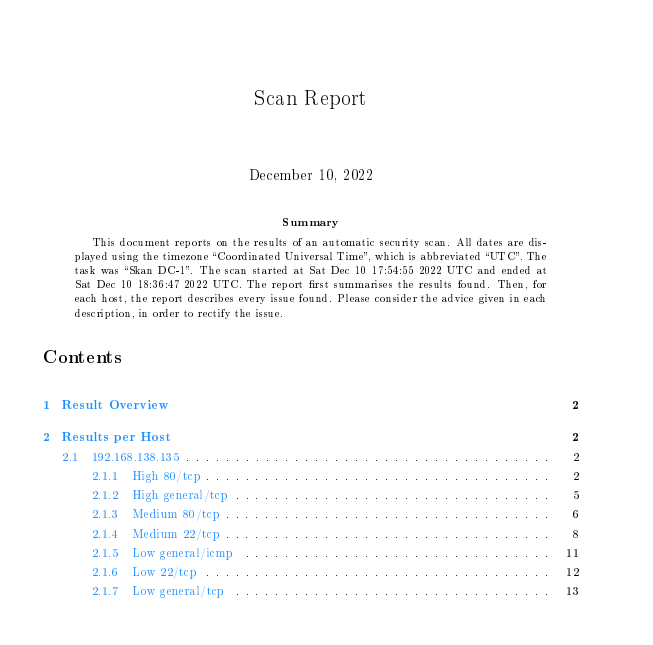 Scan Report
December 10, 2022
Summary
This document reports on the results of an automatic security scan. All dates are dis-
played using the timezone “Coordinated Universal Time”, which is abbreviated “UTC”. The
task was “Skan DC-1”. The scan started at Sat Dec 10 17:54:55 2022 UTC and ended at
Sat Dec 10 18:36:47 2022 UTC. The report first summarises the results found. Then, for
each host, the report describes every issue found. Please consider the advice given in each
description, in order to rectify the issue.
Contents
1 Result Overview 2
2 Results per Host 2
2.1 192.168.138.135 . . . . . . . . . . . . . . . . . . . . . . . . . . . . . . . . . . . . . 2
2.1.1 High 80/tcp . . . . . . . . . . . . . . . . . . . . . . . . . . . . . . . . . . . 2
2.1.2 High general/tcp . . . . . . . . . . . . . . . . . . . . . . . . . . . . . . . . 5
2.1.3 Medium 80/tcp . . . . . . . . . . . . . . . . . . . . . . . . . . . . . . . . . 6
2.1.4 Medium 22/tcp . . . . . . . . . . . . . . . . . . . . . . . . . . . . . . . . . 8
2.1.5 Low general/icmp . . . . . . . . . . . . . . . . . . . . . . . . . . . . . . . 11
2.1.6 Low 22/tcp . . . . . . . . . . . . . . . . . . . . . . . . . . . . . . . . . . . 12
2.1.7 Low general/tcp . . . . . . . . . . . . . . . . . . . . . . . . . . . . . . . . 13